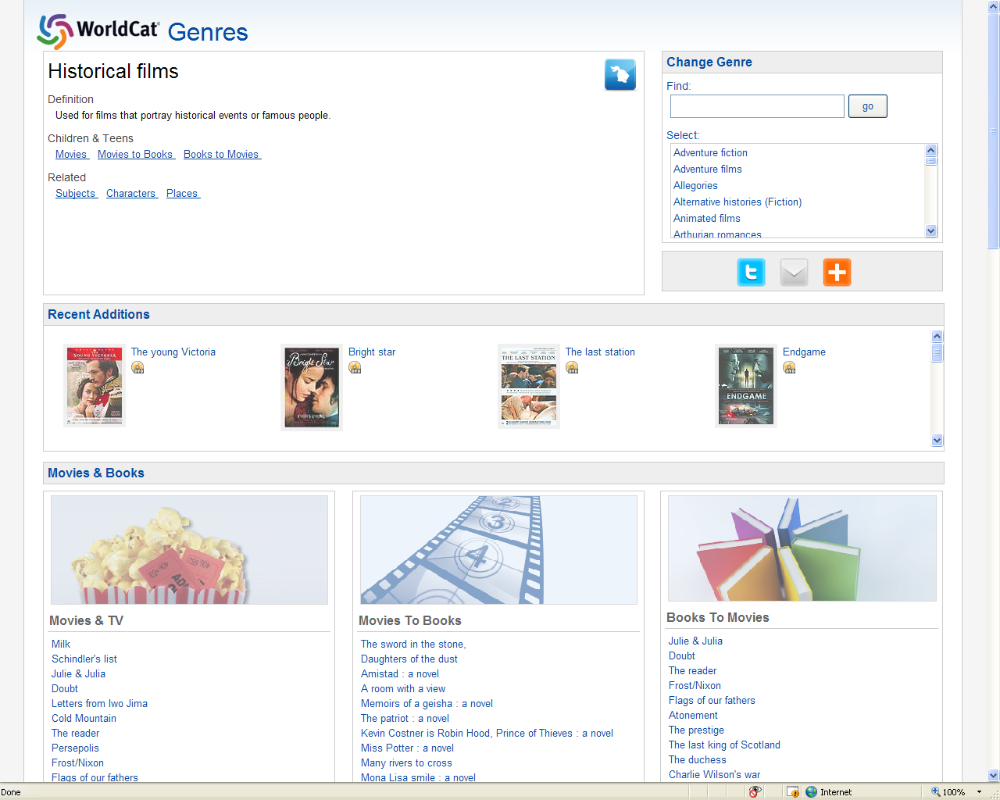 WorldCat® Genres
Historical films
Definition
Used for films that portray historical events or famous people.
Children & Teens
Movies Movies to Books Books to Movies
Related
Subjects Characters Places
Change Genre
Find:
go
Select:
Adventure fiction
Adventure films
Allegories
Alternative histories (Fiction)
Animated films
Arthurian romances
Recent Additions
The young Victoria
DVD
YOUNG VICTORIA
Bright star
DVD
Bright Star
The last station
DVD
THE LAST STATION
Endgame
DVD
ENDGAME
Movies & Books
2
3
4
Movies & TV
Milk
Schindler's list
Julie & Julia
Doubt
Letters from Iwo Jima
Cold Mountain
The reader
Persepolis
Frost/Nixon
Flags of our fathers
Movies To Books
The sword in the stone,
Daughters of the dust
Amistad : a novel
A room with a view
Memoirs of a geisha : a novel
The patriot : a novel
Kevin Costner is Robin Hood, Prince of Thieves : a novel
Miss Potter : a novel
Many rivers to cross
Mona Lisa smile : a novel
Books To Movies
Julie & Julia
Doubt
The reader
Frost/Nixon
Flags of our fathers
Atonement
The prestige
The last king of Scotland
The duchess
Charlie Wilson's war
Done
Internet
100%